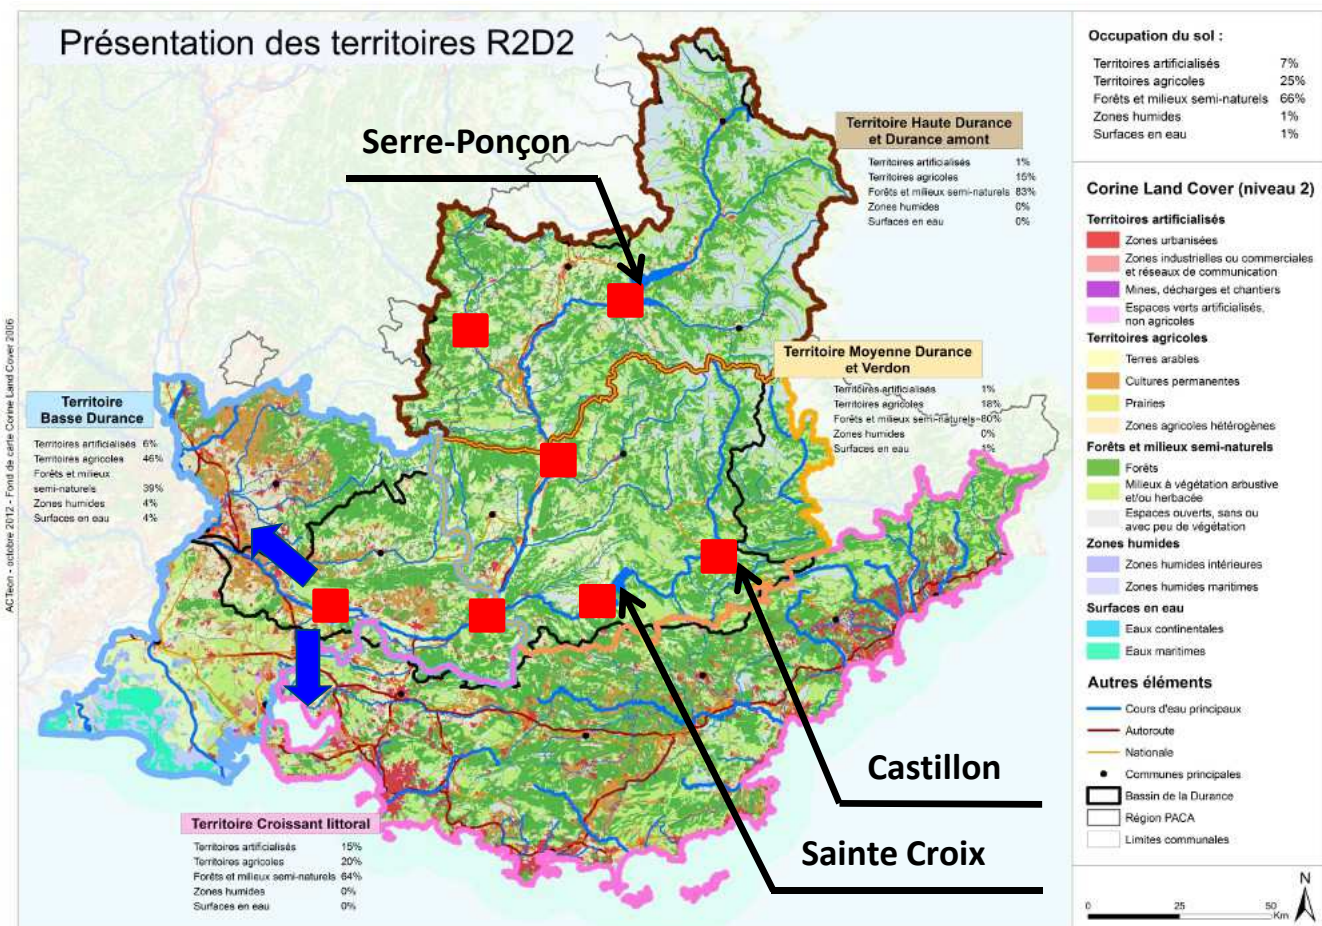 Présentation des territoires R2D2
Serre-Ponçon
Territoire Haute Durance
et Durance amont
Territoires artificialisés 1%
Territoires agricoles 15%
Forêts et milieux semi-naturels 83%
Zones humides 0%
Surfaces en eau 0%
Territoire Moyenne Durance
et Verdon
Territoires artificialisés 1%
Territoires agricoles 18%
Forêts et milieux semi-naturels 80%
Zones humides 0%
Surfaces en eau 1%
Territoire
Basse Durance
Territoires artificialisés 6%
Territoires agricoles 46%
Forêts et milieux
semi-naturels 39%
Zones humides 4%
Surfaces en eau 4%
Castillon
Sainte Croix
Territoire Croissant littoral
Territoires artificialisés 15%
Territoires agricoles 20%
Forêts et milieux semi-naturels 64%
Zones humides 0%
Surfaces en eau 0%
ACTeon - octobre 2012 - Fond de carte Corine Land Cover 2006
Occupation du sol :
Territoires artificialisés 7%
Territoires agricoles 25%
Forêts et milieux semi-naturels 66%
Zones humides 1%
Surfaces en eau 1%
Corine Land Cover (niveau 2)
Territoires artificialisés
Zones urbanisées
Zones industrielles ou commerciales
et réseaux de communication
Mines, décharges et chantiers
Espaces verts artificialisés,
non agricoles
Territoires agricoles
Terres arables
Cultures permanentes
Prairies
Zones agricoles hétérogènes
Forêts et milieux semi-naturels
Forêts
Milieux à végétation arbustive
et/ou herbacée
Espaces ouverts, sans ou
avec peu de végétation
Zones humides
Zones humides intérieures
Zones humides maritimes
Surfaces en eau
Eaux continentales
Eaux maritimes
Autres éléments
Cours d'eau principaux
Autoroute
Nationale
Communes principales
Bassin de la Durance
Région PACA
Limites communales
N
0 25 50
Km